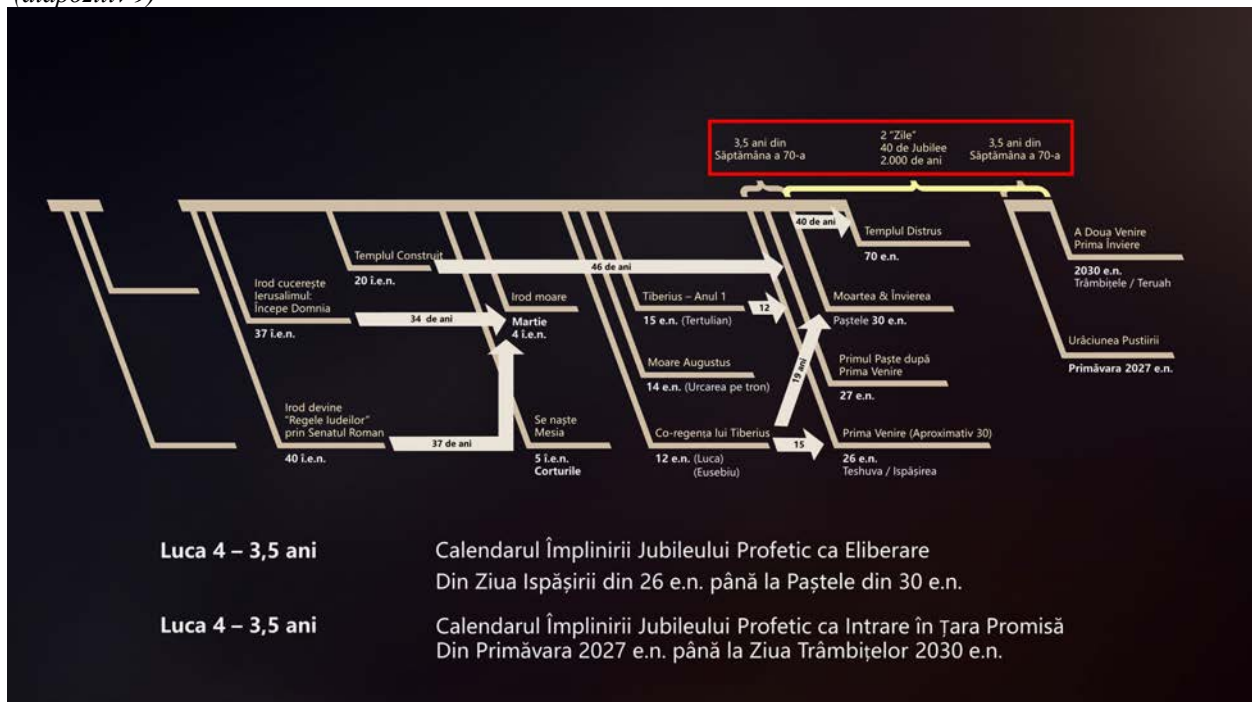 (diapozitiv 9)
3,5 ani din
Săptămâna a 70-a
2 "Zile"
40 de Jubilee
2.000 de ani
3,5 ani din
Săptămâna a 70-a
40 de ani
Templul Distrus
70 e.n.
A Doua Venire
Prima Înviere
2030 e.n.
Trâmbițele / Teruah
Templul Construit
20 î.e.n.
46 de ani
Irod cucerește
Ierusalimul:
Începe Domnia
37 î.e.n.
34 de ani
Irod moare
Martie
4 î.e.n.
Tiberius – Anul 1
15 e.n. (Tertulian)
12
Moartea & Învierea
Paștele 30 e.n.
Urăciunea Pustiirii
Primăvara 2027 e.n.
Moare Augustus
14 e.n. (Urcarea pe tron)
19 ani
Primul Paște după
Prima Venire
27 e.n.
Irod devine
"Regele Iudeilor"
prin Senatul Roman
40 î.e.n.
37 de ani
Se naște
Mesia
5 î.e.n.
Corturile
Co-regența lui Tiberius
12 e.n. (Luca)
(Eusebiu)
15
Prima Venire (Aproximativ 30)
26 e.n.
Teshuva / Ispășirea
Luca 4 – 3,5 ani
Calendarul Împlinirii Jubileului Profetic ca Eliberare
Din Ziua Ispășirii din 26 e.n. până la Paștele din 30 e.n.
Luca 4 – 3,5 ani
Calendarul Împlinirii Jubileului Profetic ca Intrare în Țara Promisă
Din Primăvara 2027 e.n. până la Ziua Trâmbițelor 2030 e.n.